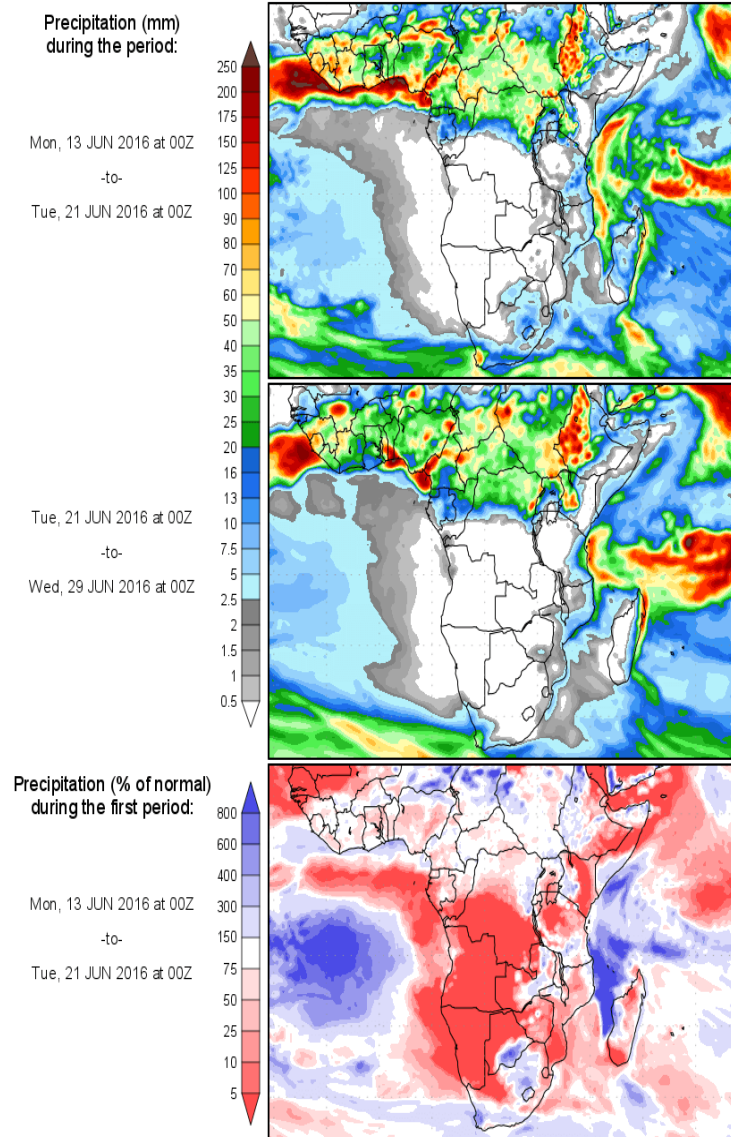 Precipitation (mm)
during the period:
Mon, 13 JUN 2016 at 00Z
-to-
Tue, 21 JUN 2016 at 00Z
250
200
175
150
125
100
90
80
70
60
50
40
35
30
25
20
16
13
10
7.5
5
2.5
2
1.5
1
0.5
Tue, 21 JUN 2016 at 00Z
-to-
Wed, 29 JUN 2016 at 00Z
Precipitation (% of normal)
during the first period:
Mon, 13 JUN 2016 at 00Z
-to-
Tue, 21 JUN 2016 at 00Z
800
600
400
300
150
75
50
25
10
5